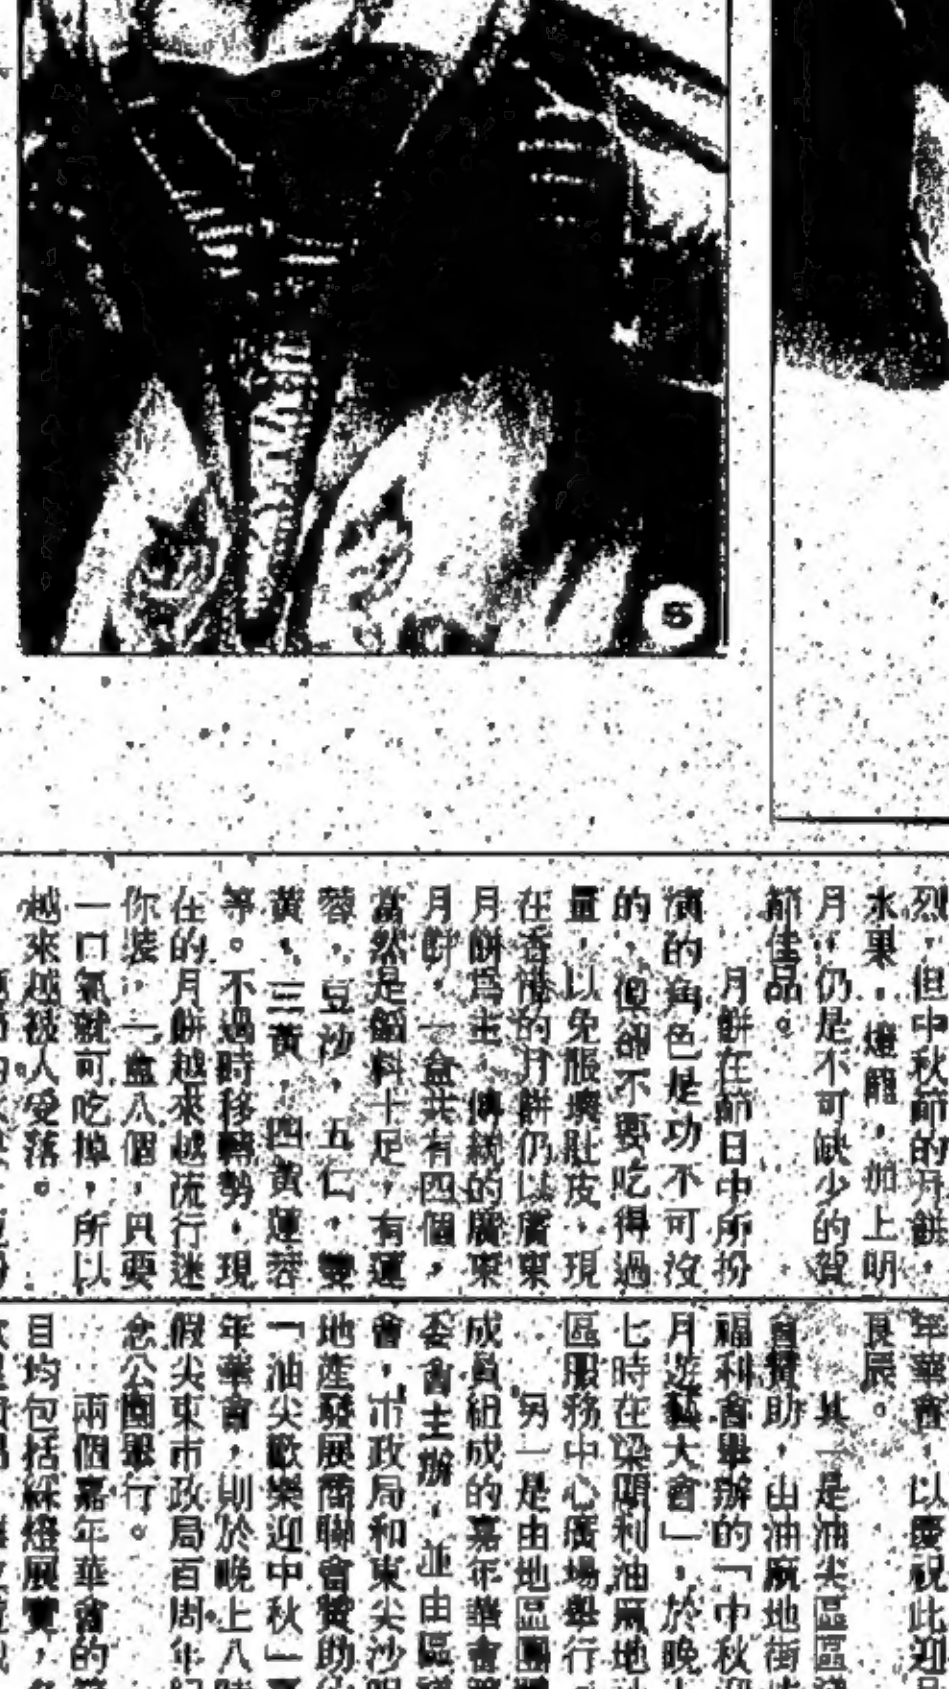 5
烈，但中秋節的月餅，
水果，燈籠，加上明
月，仍是不可缺少的賀
節佳品。
月餅在節日中所扮
演的角色是功不可沒
的，但卻不要吃得過
量，以免脹壞肚皮，現
在香港的月餅仍以廣東
月餅爲主，傳統的廣東
月餅，一盒共有四個，
當然是餡料十足，有蓮
蓉，豆沙，五仁，雙
黃，三黃，四黃蓮蓉
等。不過時移轉勢，現
在的月餅越來越流行迷
你裝，一盒八個，只要
一口氣就可吃掉，所以
越來越被人受落。
年華會，以慶祝此迎
良辰。
其一是油尖區區
會贊助，由油麻地街
福利會舉辦的「中秋
月遊藝大會」，於晚
七時在梁顯利油麻地
區服務中心廣場舉行
另一是由地區團
成員組成的嘉年華會
委會主辦，並由區
會，市政局和東尖沙
地產發展商聯會贊助
「油尖歡樂迎中秋」
年華會，則於晚上八
假尖東市政局百周年
念公園舉行。
兩個嘉年華會的
目均包括綵燈展覽，